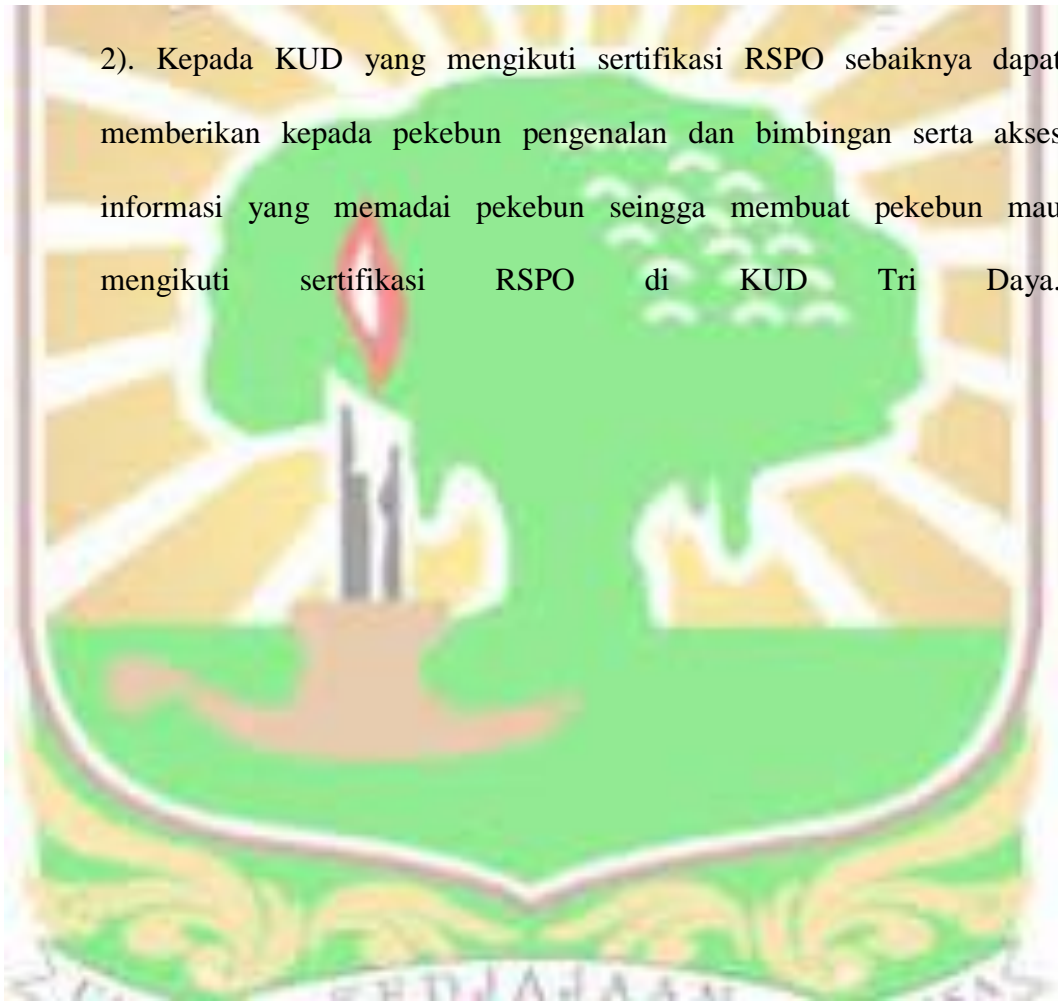 2). Kepada KUD yang mengikuti sertifikasi RSPO sebaiknya dapat
memberikan kepada pekebun pengenalan dan bimbingan serta akses
informasi yang memadai pekebun seingga membuat pekebun mau
mengikuti sertifikasi RSPO di KUD Tri Daya.